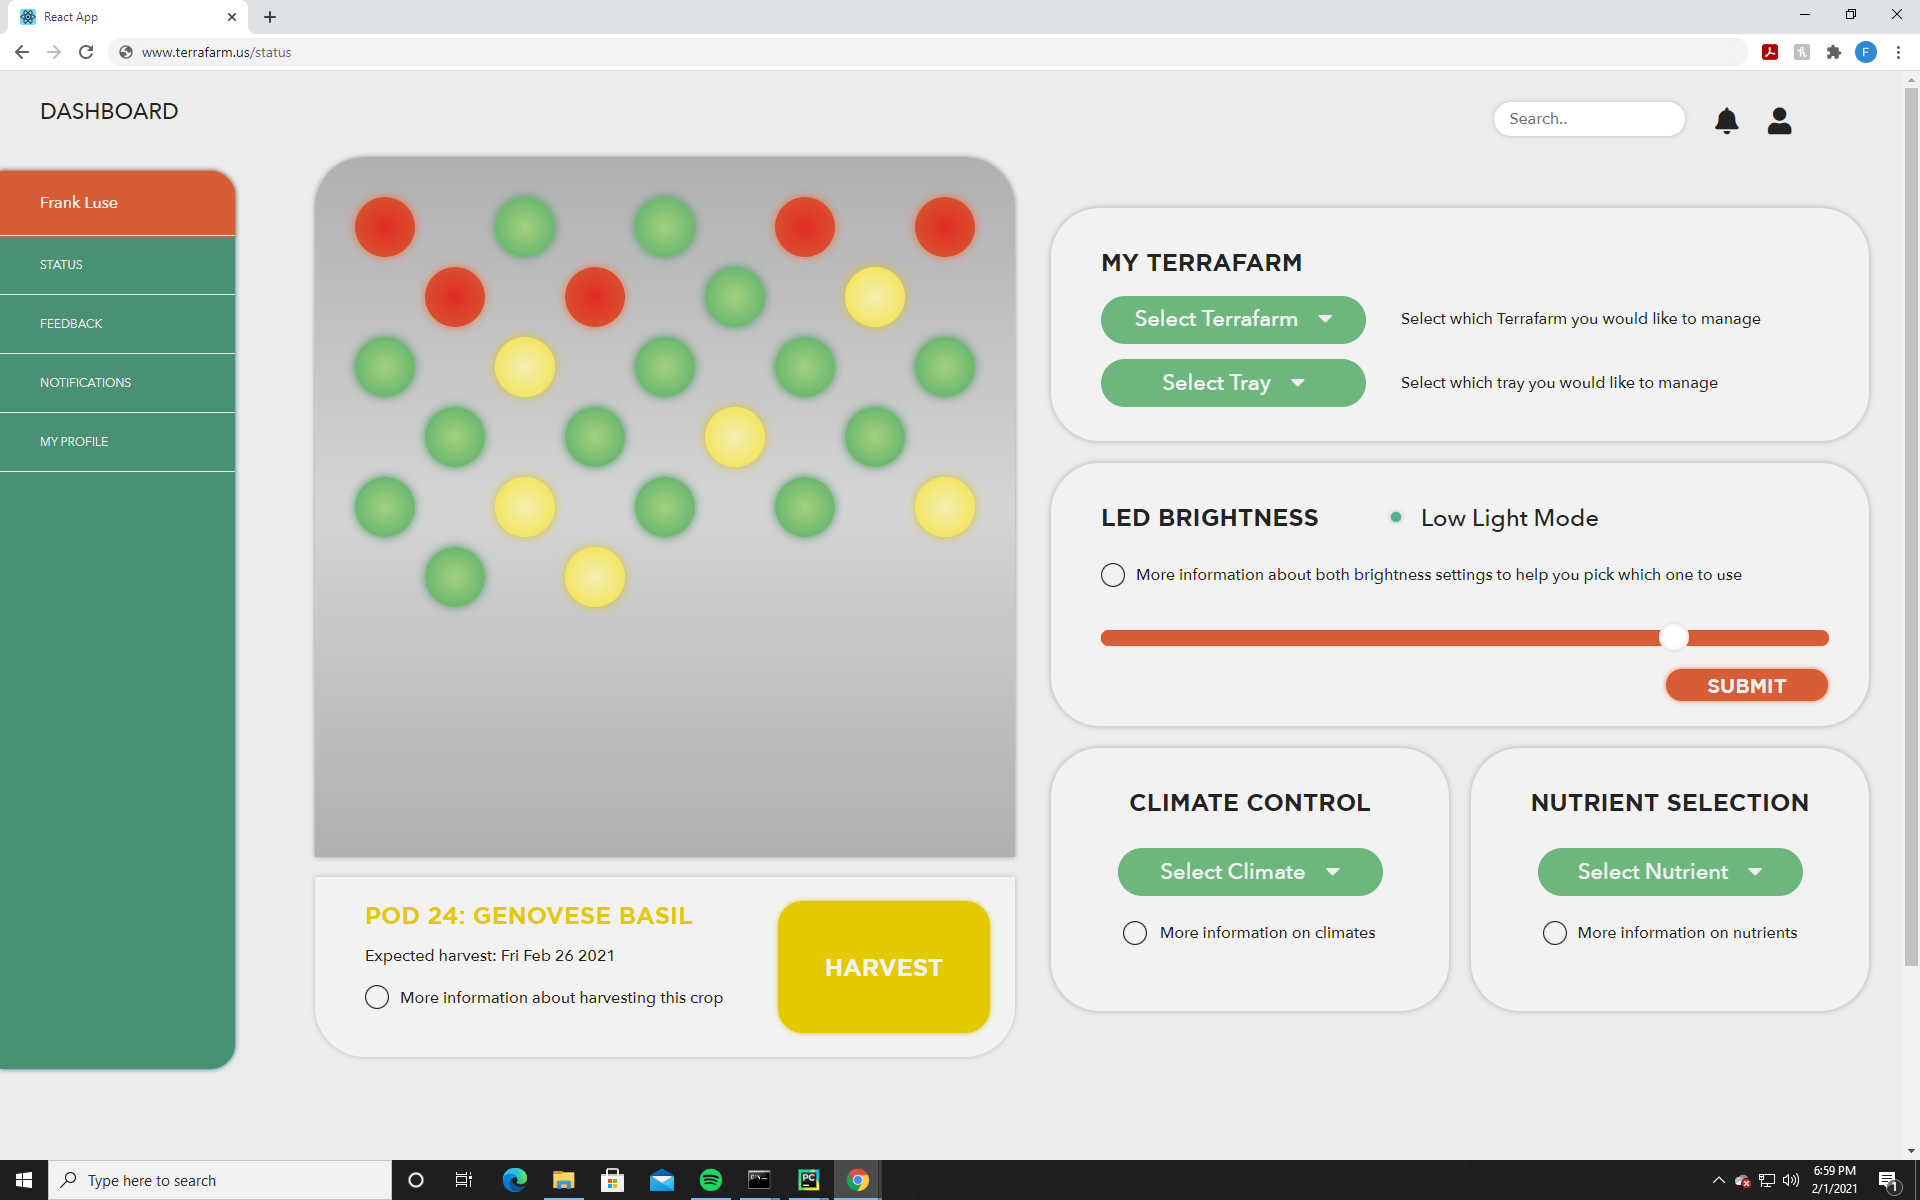 React App
www.terrafarm.us/status
F
DASHBOARD
Search..
Frank Luse
STATUS
FEEDBACK
NOTIFICATIONS
MY PROFILE
MY TERRAFARM
Select Terrafarm
Select which Terrafarm you would like to manage
Select Tray
Select which tray you would like to manage
LED BRIGHTNESS
Low Light Mode
More information about both brightness settings to help you pick which one to use
SUBMIT
CLIMATE CONTROL
Select Climate
More information on climates
NUTRIENT SELECTION
Select Nutrient
More information on nutrients
POD 24: GENOVESE BASIL
Expected harvest: Fri Feb 26 2021
More information about harvesting this crop
HARVEST
Type here to search
PC
6:59 PM
2/1/2021
1